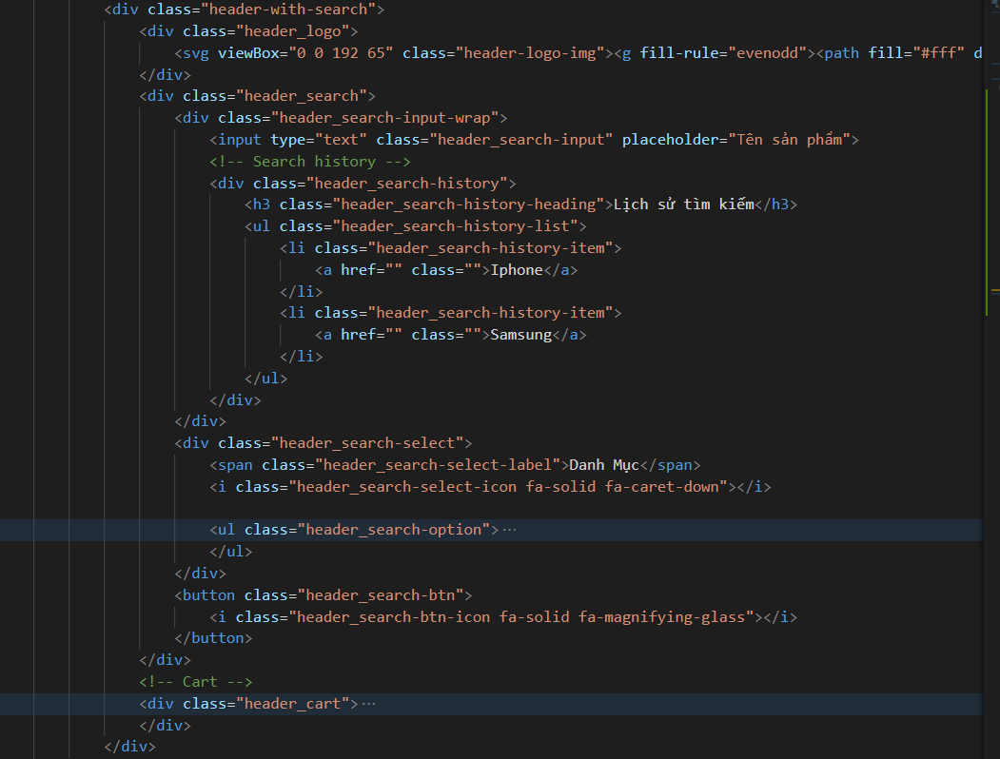 <div class="header-with-search">
<div class="header_logo">
<svg viewBox="0 0 192 65" class="header-logo-img"><g fill-rule="evenodd"><path fill="#fff" d
</div>
<div class="header_search">
<div class="header_search-input-wrap">
<input type="text" class="header_search-input" placeholder="Tên sản phẩm">
<!-- Search history -->
<div class="header_search-history">
<h3 class="header_search-history-heading">Lịch sử tìm kiếm</h3>
<ul class="header_search-history-list">
<li class="header_search-history-item">
<a href="" class="">Iphone</a>
</li>
<li class="header_search-history-item">
<a href="" class="">Samsung</a>
</li>
</ul>
</div>
</div>
<div class="header_search-select">
<span class="header_search-select-label">Danh Mục</span>
<i class="header_search-select-icon fa-solid fa-caret-down"></i>
<ul class="header_search-option">···
</ul>
</div>
<button class="header_search-btn">
<i class="header_search-btn-icon fa-solid fa-magnifying-glass"></i>
</button>
</div>
<!-- Cart -->
<div class="header_cart">···
</div>
</div>